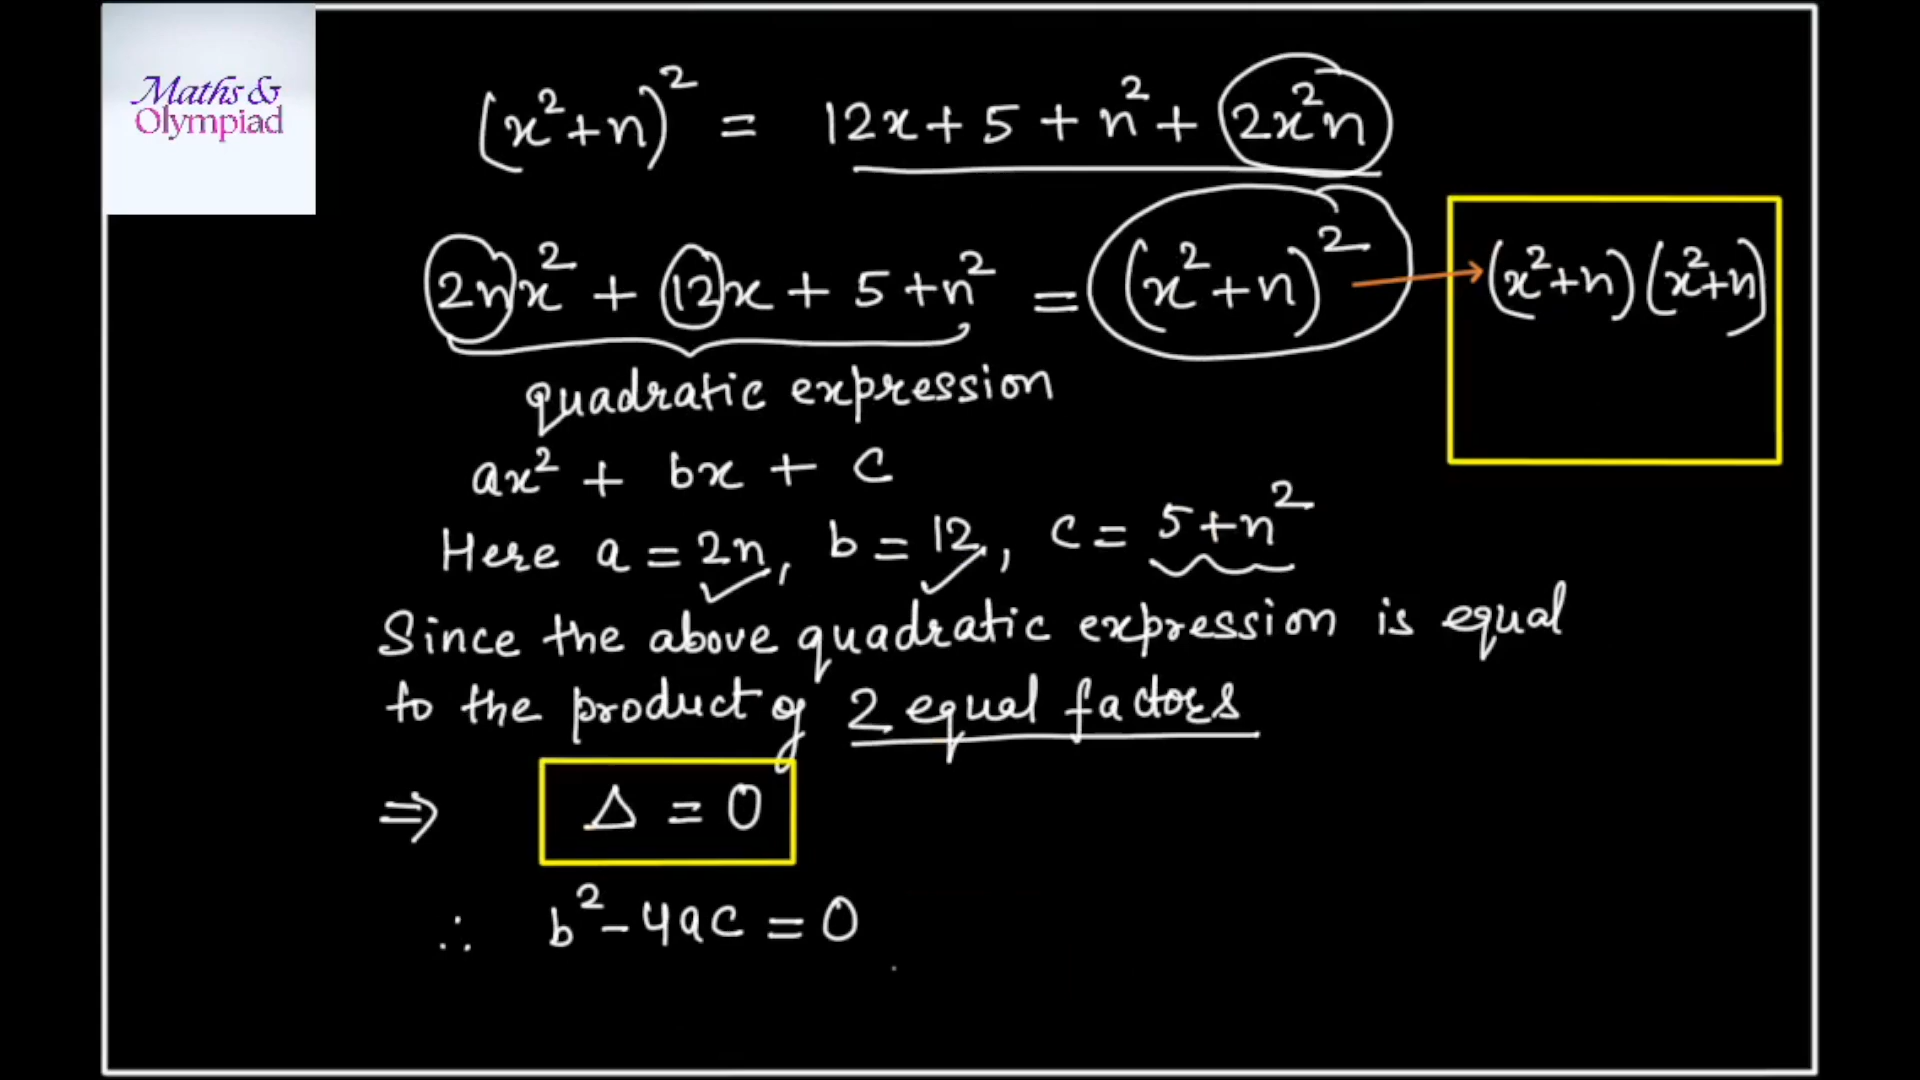 Maths &
Olympiad
(x²+n)² = 12x + 5 + n² + 2x²n
2nx² + 12x + 5 + n² = (x²+n)² → (x²+n)(x²+n)
quadratic expression
ax² + bx + c
Here a = 2n, b = 12, c = 5+n²
Since the above quadratic expression is equal
to the product of 2 equal factors
⇒ Δ = 0
∴ b²-4ac = 0